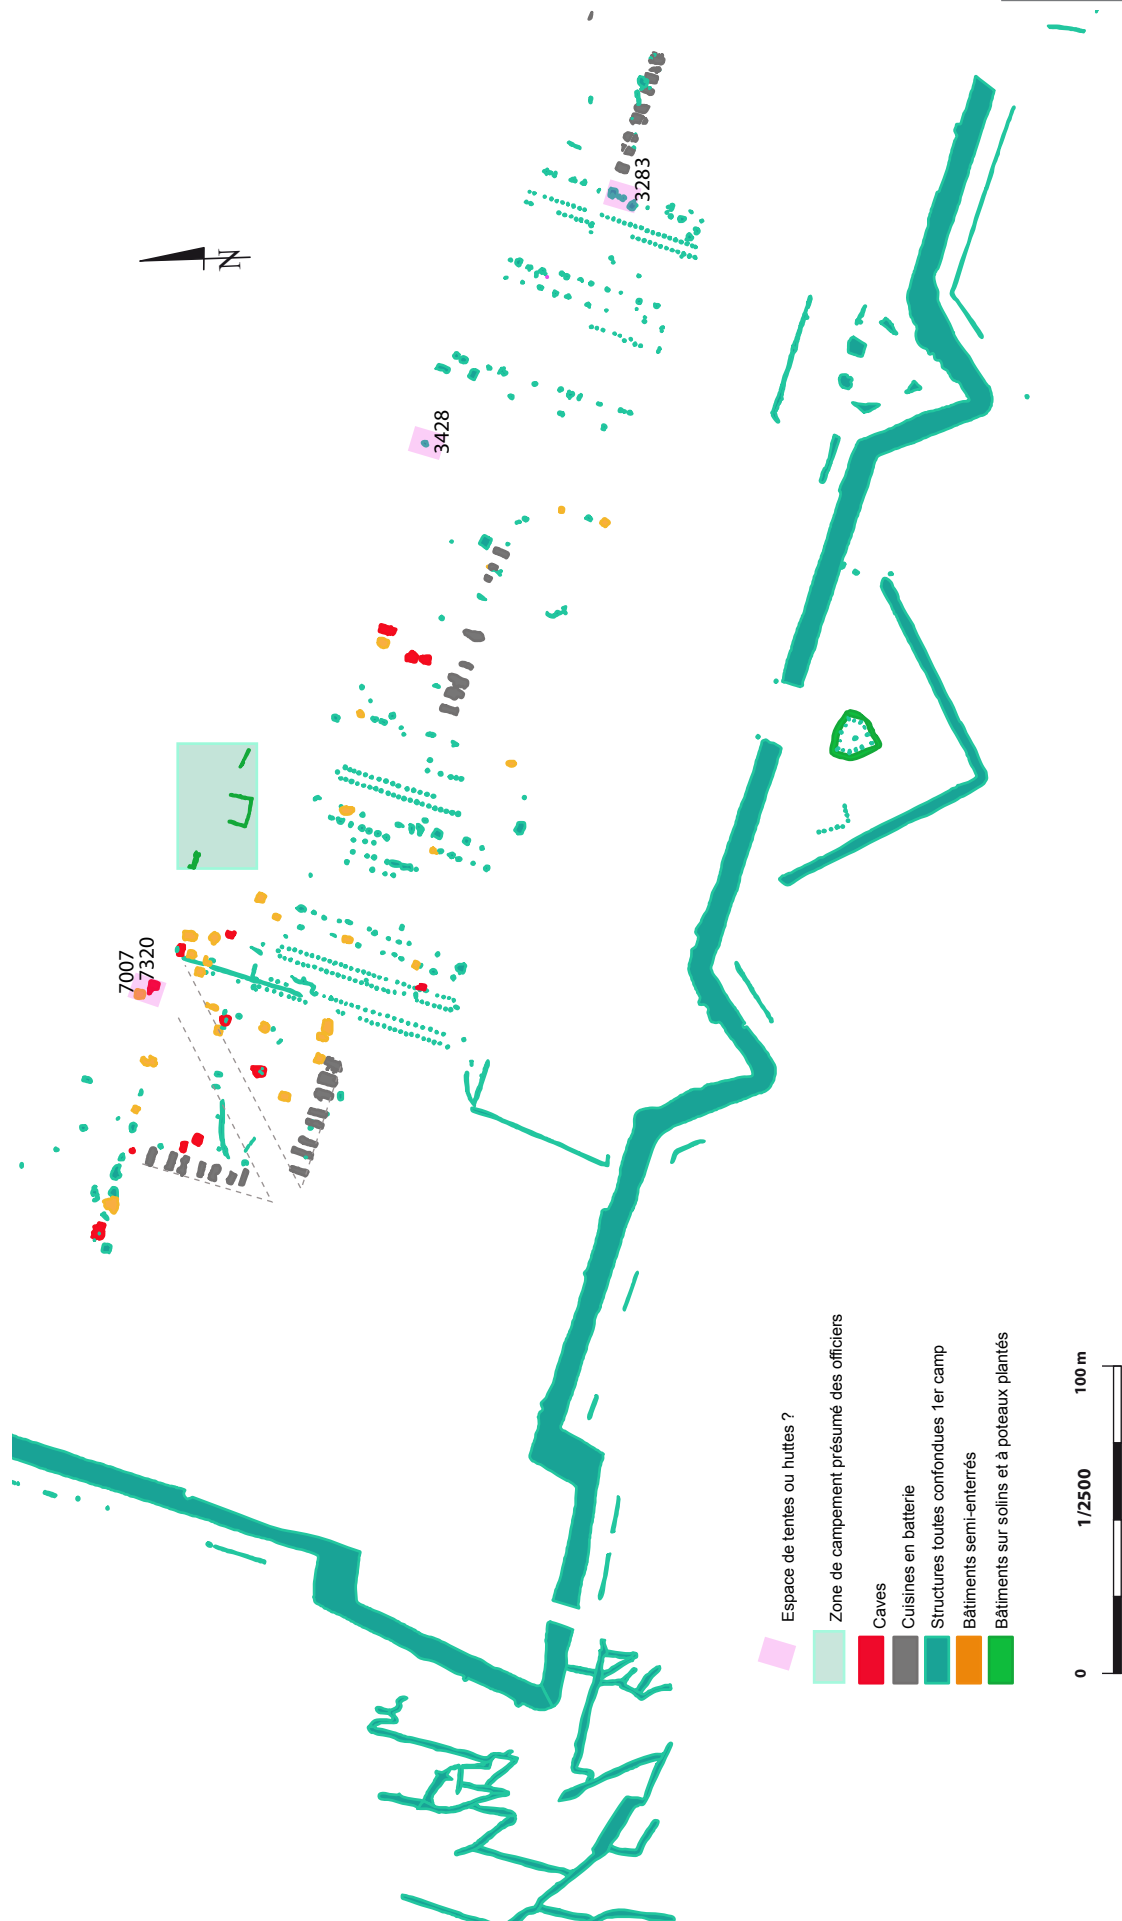 N
3283
3428
7007
7320
Espace de tentes ou huttes ?
Zone de campement présumé des officiers
Caves
Cuisines en batterie
Structures toutes confondues 1er camp
Bâtiments semi-enterrés
Bâtiments sur solins et à poteaux plantés
0
1/2500
100 m